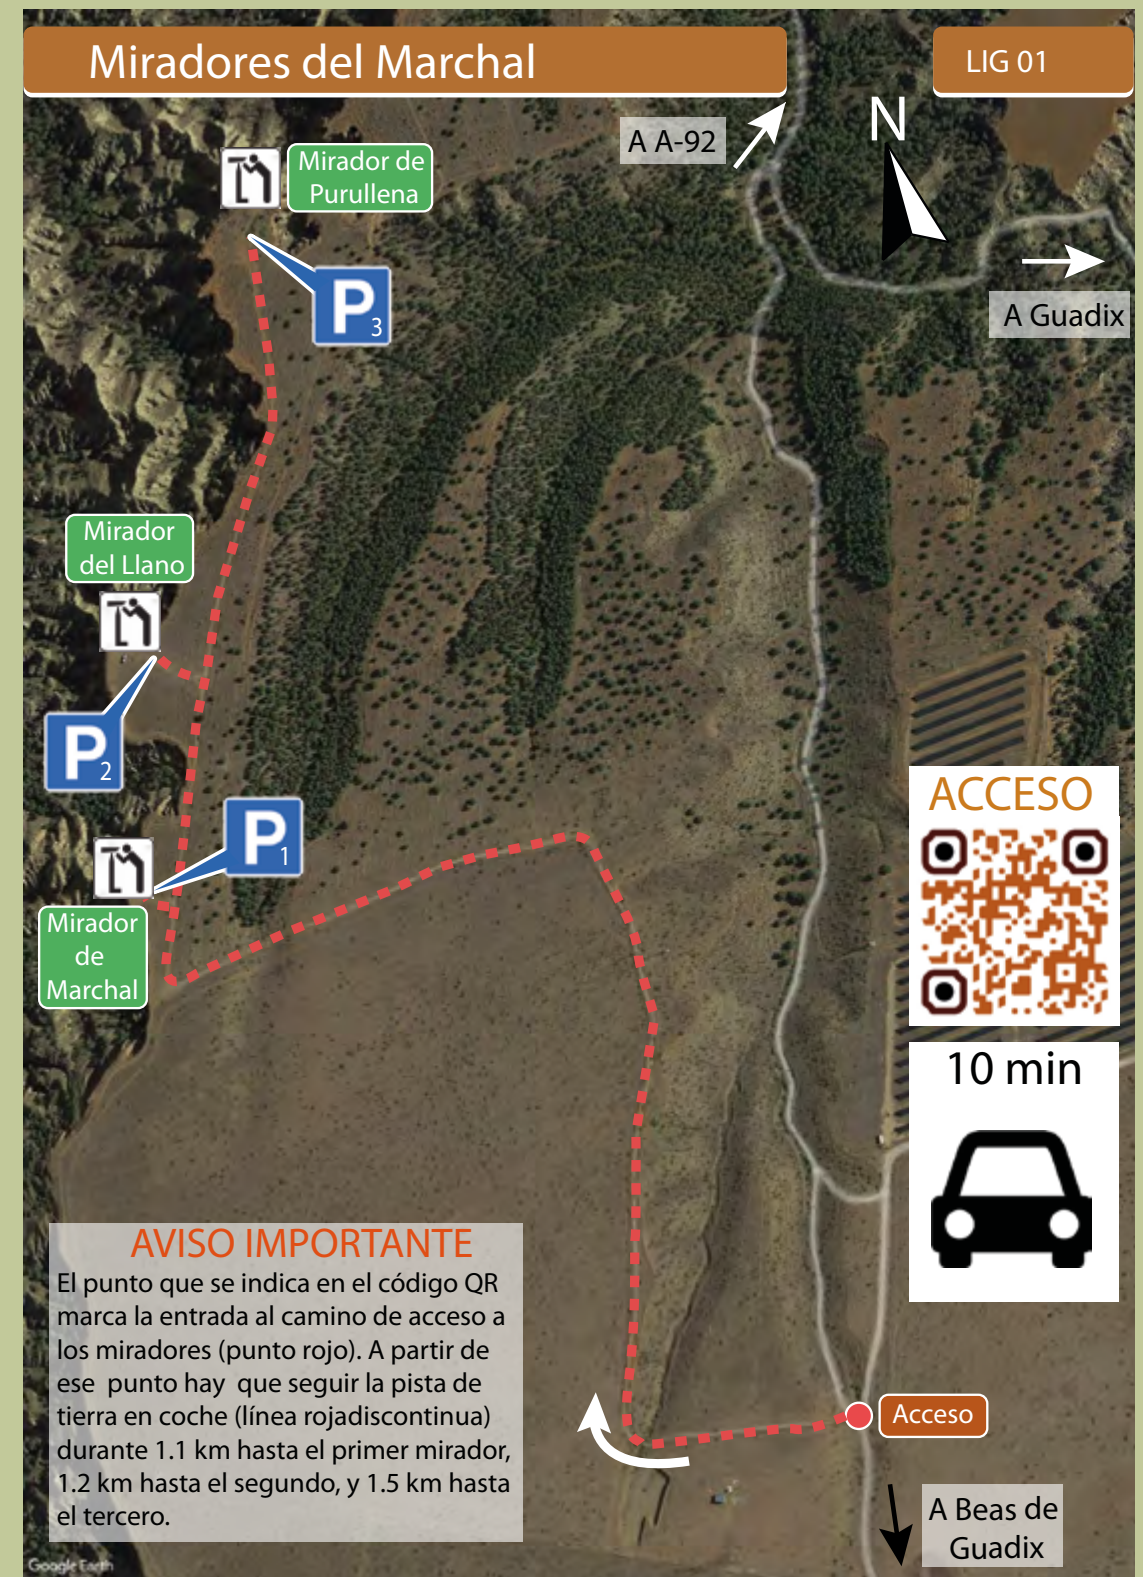 Miradores del Marchal
LIG 01
A A-92
N
Mirador de
Purullena
A Guadix
P3
Mirador
del Llano
P2
ACCESO
P1
Mirador
de
Marchal
10 min
AVISO IMPORTANTE
El punto que se indica en el código QR
marca la entrada al camino de acceso a
los miradores (punto rojo). A partir de
ese punto hay que seguir la pista de
tierra en coche (línea rojadiscontinua)
durante 1.1 km hasta el primer mirador,
1.2 km hasta el segundo, y 1.5 km hasta
el tercero.
Acceso
A Beas de
Guadix
Google Earth